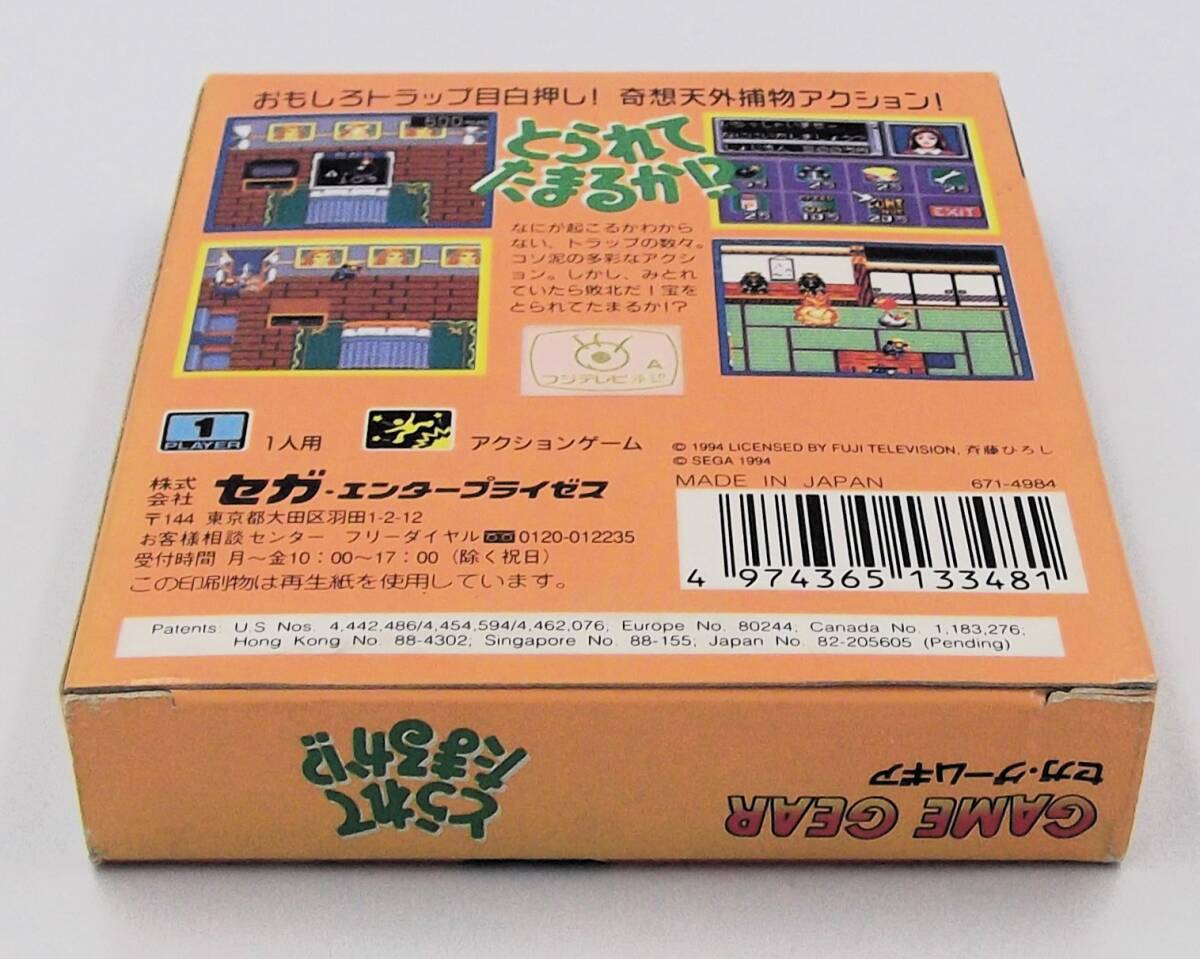 おもしろトラップ目白押し! 奇想天外捕物アクション!
500
とられて
たまるか!?
25
EXIT
なにが起こるかわから
ない、トラップの数々。
コソ泥の多彩なアクシ
ョン。しかし、みとれ
ていたら敗北だ!宝を
とられてたまるか!?
A
フジテレビ承認
1
PLAYER
1人用
アクションゲーム
© 1994 LICENSED BY FUJI TELEVISION, 斉藤ひろし
© SEGA 1994
MADE IN JAPAN 671-4984
株式会社 セガ・エンタープライゼス
〒144 東京都大田区羽田1-2-12
お客様相談センター フリーダイヤル 0120-012235
受付時間 月〜金10:00〜17:00(除く祝日)
この印刷物は再生紙を使用しています。
4 974365 133481
Patents: U.S Nos. 4,442,486/4,454,594/4,462,076; Europe No. 80244; Canada No. 1,183,276;
Hong Kong No. 88-4302; Singapore No. 88-155; Japan No. 82-205605 (Pending)
とられて
たまるか!?
セガ・ゲームギア
GAME GEAR